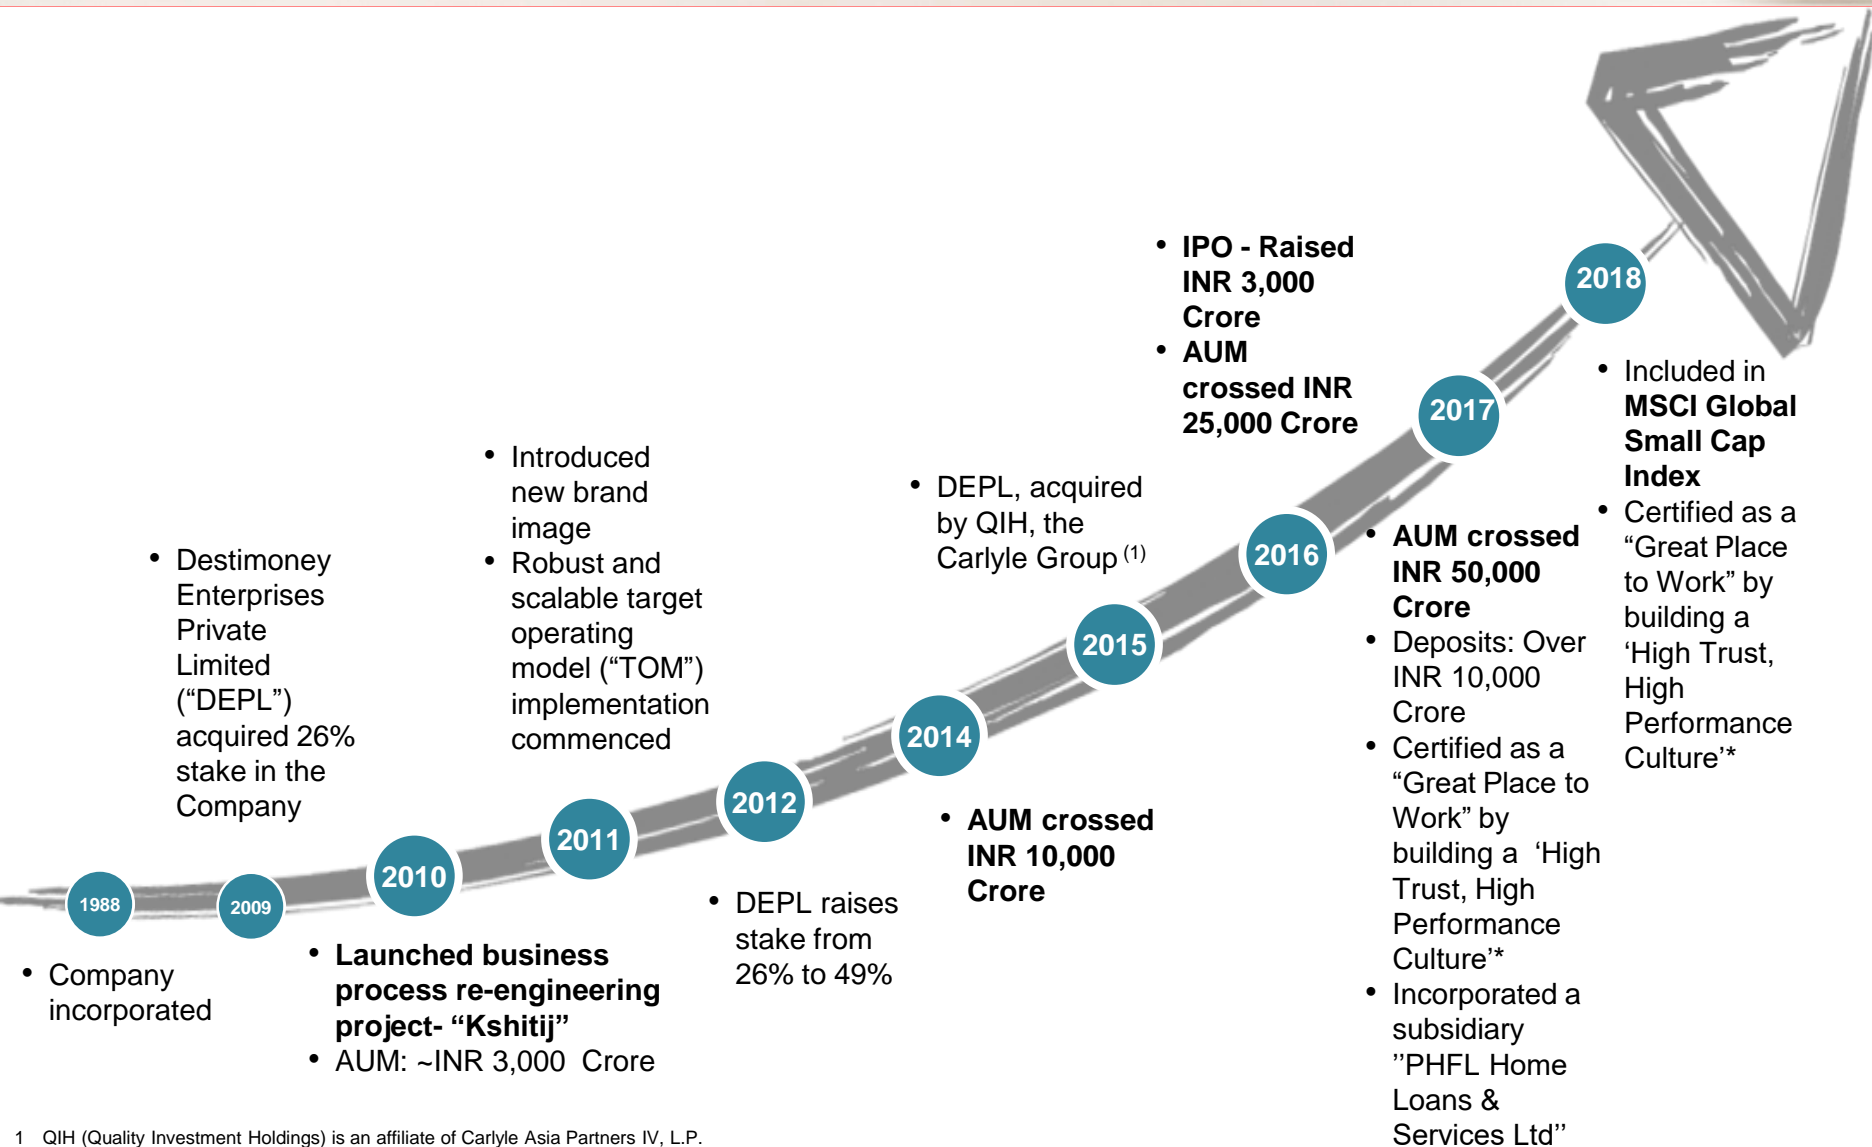 1988
• Company
incorporated
2009
• Destimoney
Enterprises
Private
Limited
(“DEPL”)
acquired 26%
stake in the
Company
2010
• Launched business
process re-engineering
project- “Kshitij”
• AUM: ~INR 3,000  Crore
2011
• Introduced
new brand
image
• Robust and
scalable target
operating
model (“TOM”)
implementation
commenced
2012
• DEPL raises
stake from
26% to 49%
2014
• AUM crossed
INR 10,000
Crore
2015
• DEPL, acquired
by QIH, the
Carlyle Group (1)
2016
• IPO - Raised
INR 3,000
Crore
• AUM
crossed INR
25,000 Crore
2017
• AUM crossed
INR 50,000
Crore
• Deposits: Over
INR 10,000
Crore
• Certified as a
“Great Place to
Work” by
building a  ‘High
Trust, High
Performance
Culture’*
• Incorporated a
subsidiary
’’PHFL Home
Loans &
Services Ltd’’
2018
• Included in
MSCI Global
Small Cap
Index
• Certified as a
“Great Place
to Work” by
building a
‘High Trust,
High
Performance
Culture’*
1 QIH (Quality Investment Holdings) is an affiliate of Carlyle Asia Partners IV, L.P.